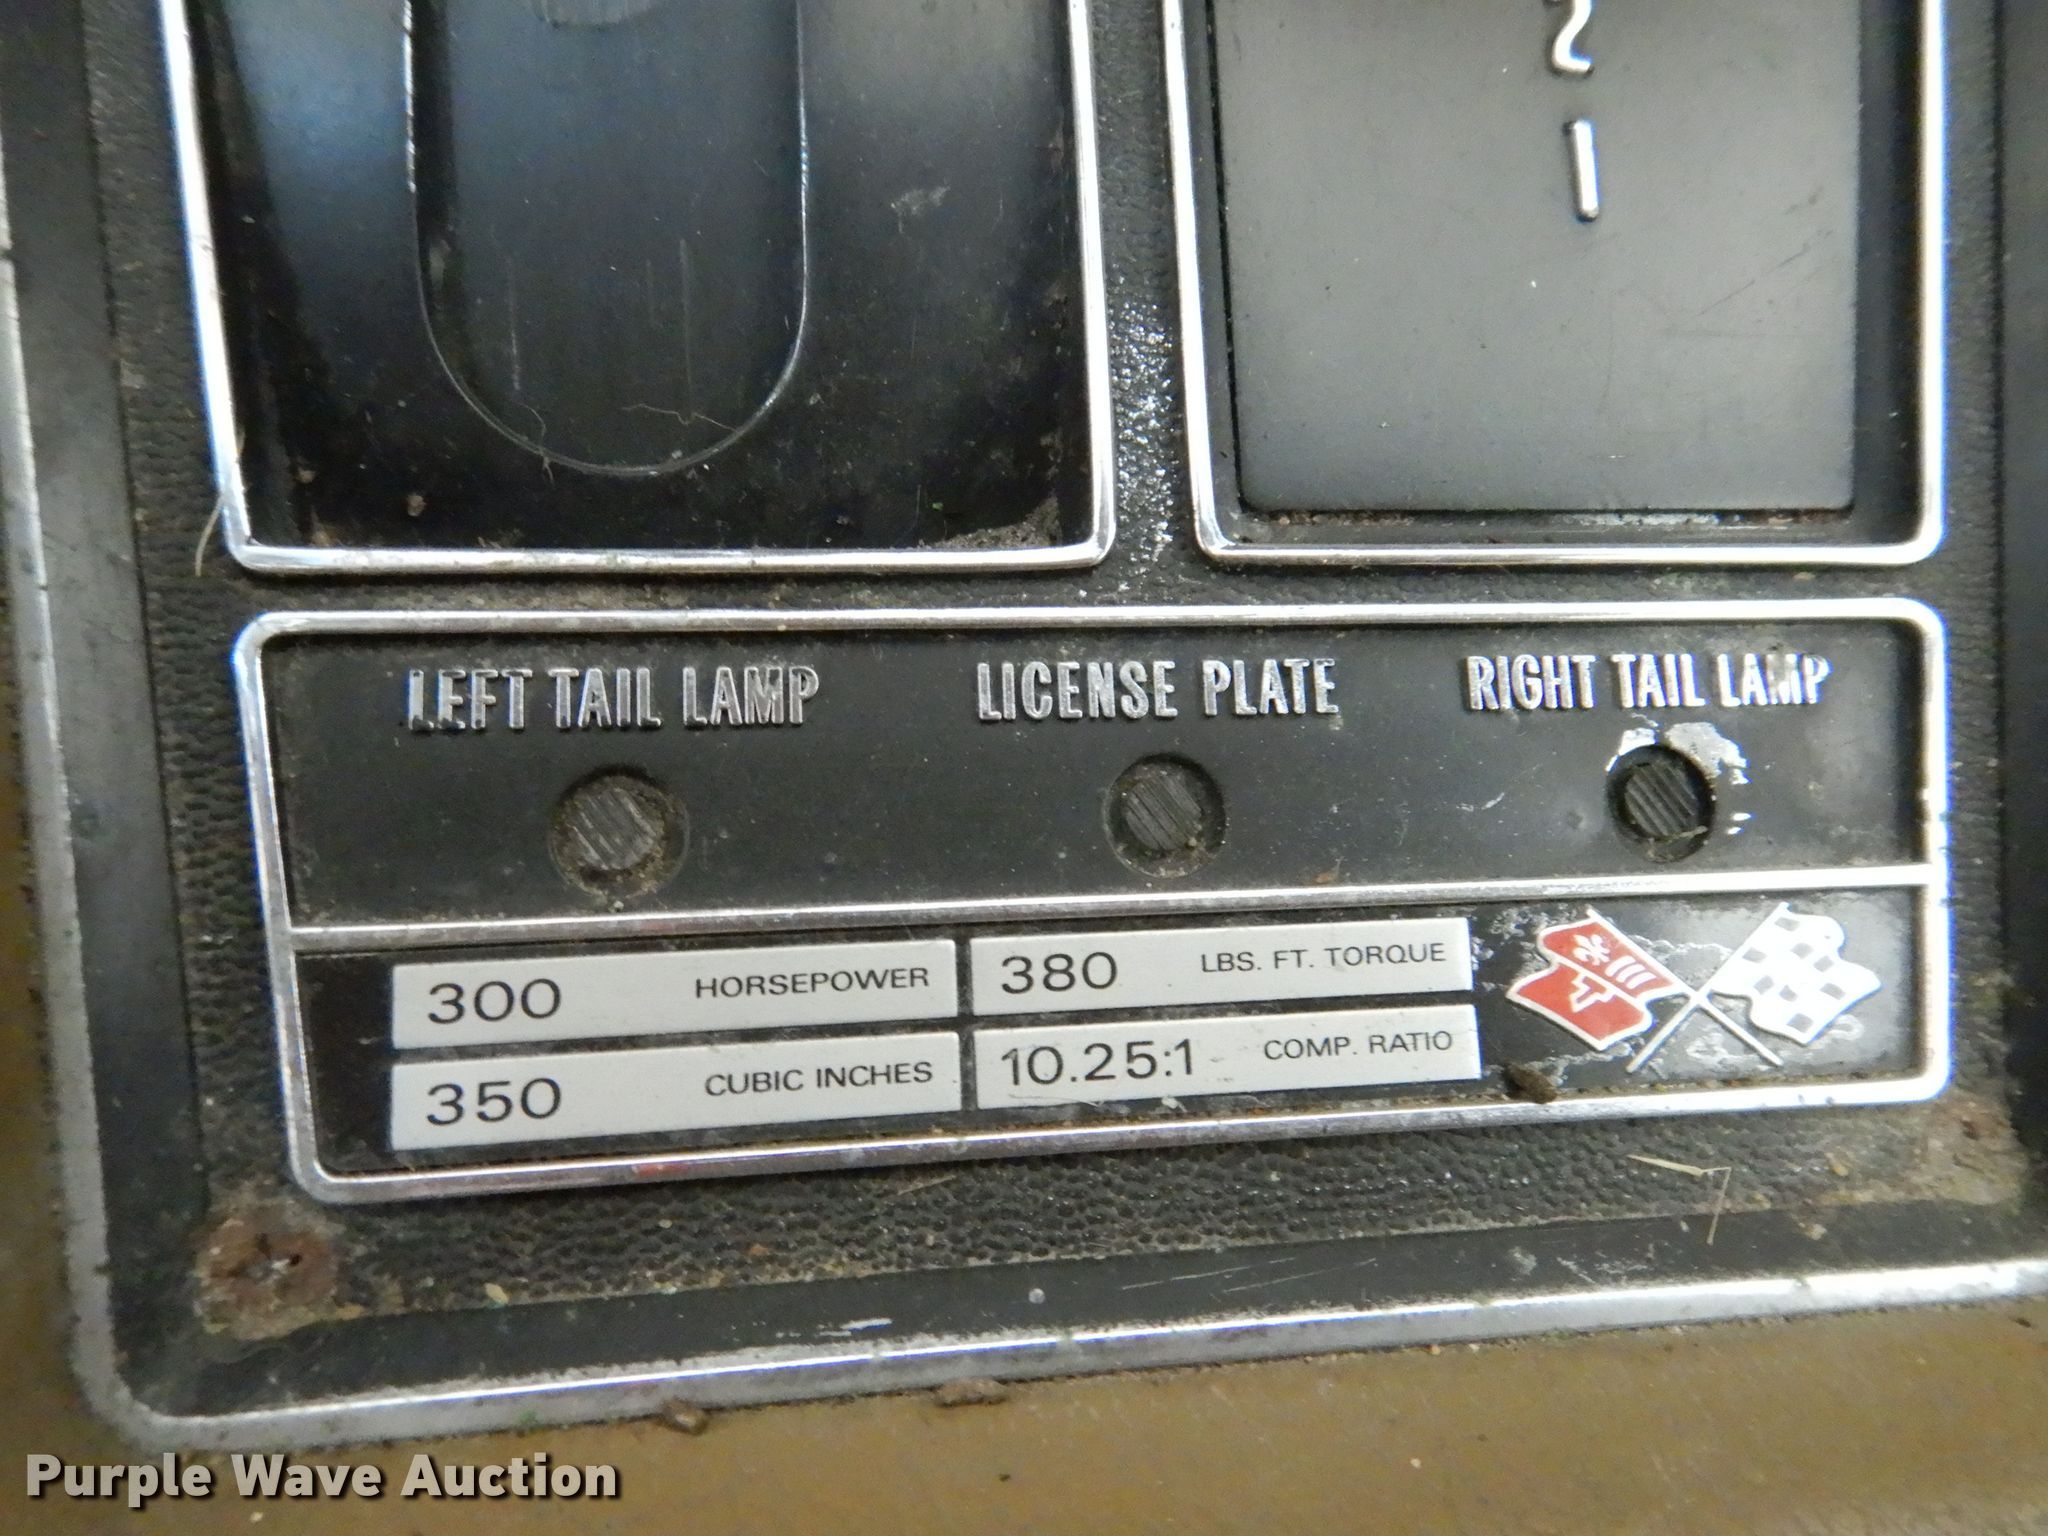 2
1
LEFT TAIL LAMP
LICENSE PLATE
RIGHT TAIL LAMP
300 HORSEPOWER
380 LBS. FT. TORQUE
350 CUBIC INCHES
10.25:1 COMP. RATIO
Purple Wave Auction